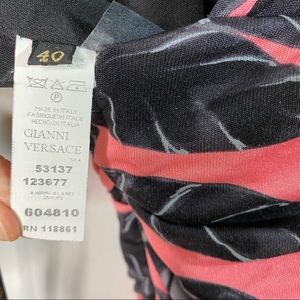 40
P
MADE IN ITALY
FABRIQUE EN ITALIE
HECHO EN ITALIA
GIANNI
VERSACE
S.P.A.
53137
123677
604810
RN 118861